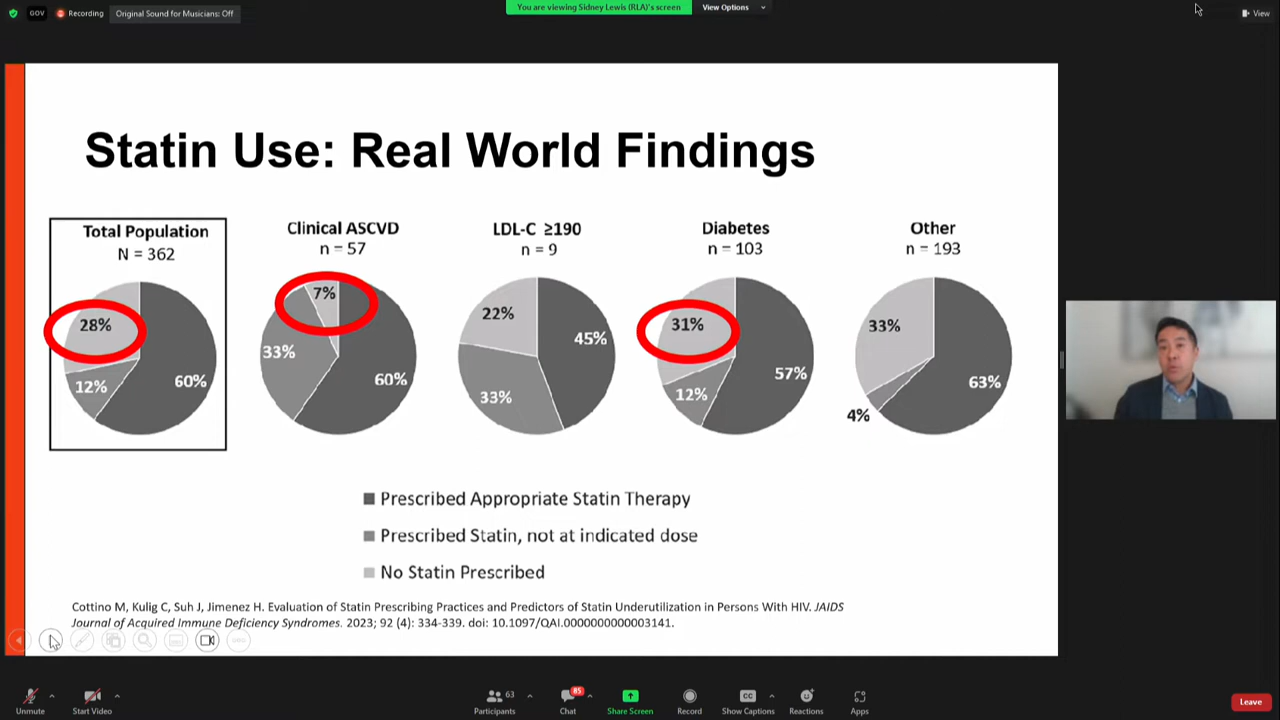 GOV
Recording
Original Sound for Musicians: Off
You are viewing Sidney Lewis (RLA)'s screen
View Options
View
Statin Use: Real World Findings
Total Population
N = 362
28%
12%
60%
Clinical ASCVD
n = 57
7%
33%
60%
LDL-C ≥190
n = 9
22%
45%
33%
Diabetes
n = 103
31%
57%
12%
Other
n = 193
33%
63%
4%
Prescribed Appropriate Statin Therapy
Prescribed Statin, not at indicated dose
No Statin Prescribed
Cottino M, Kulig C, Suh J, Jimenez H. Evaluation of Statin Prescribing Practices and Predictors of Statin Underutilization in Persons With HIV. JAIDS
Journal of Acquired Immune Deficiency Syndromes. 2023; 92 (4): 334-339. doi: 10.1097/QAI.0000000000003141.
Unmute
Start Video
63
Participants
85
Chat
Share Screen
Record
CC
Show Captions
Reactions
Apps
Leave